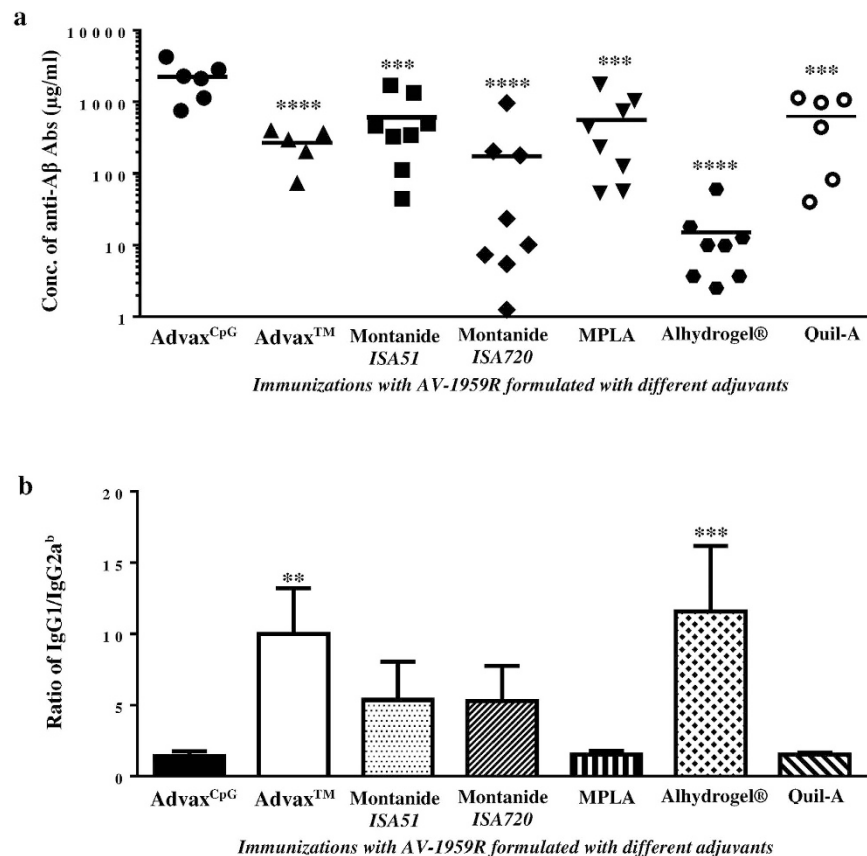 a
Conc. of anti-Aβ Abs (µg/ml)
10000
1000
100
10
1
***
****
***
****
***
****
***
Advax^CpG Advax™ Montanide ISA51 Montanide ISA720 MPLA Alhydrogel® Quil-A
Immunizations with AV-1959R formulated with different adjuvants
b
Ratio of IgG1/IgG2a^b
20
15
10
5
0
**
***
Advax^CpG Advax™ Montanide ISA51 Montanide ISA720 MPLA Alhydrogel® Quil-A
Immunizations with AV-1959R formulated with different adjuvants